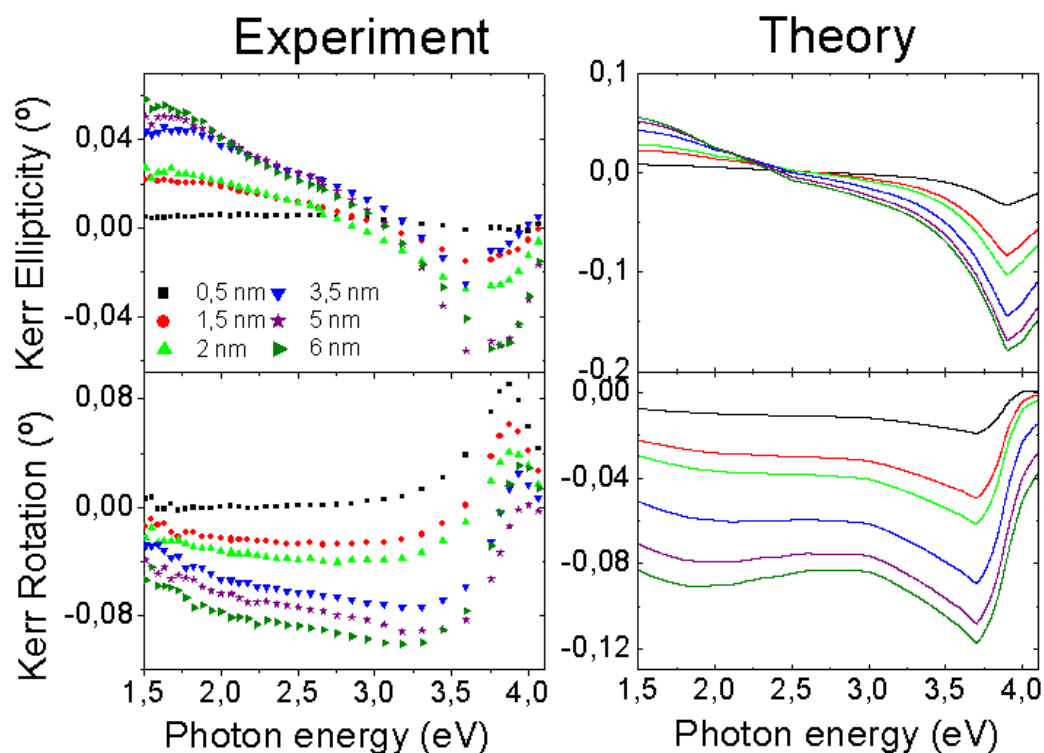 Experiment
Theory
Kerr Ellipticity (º)
0,04
0,00
-0,04
0,5 nm
3,5 nm
1,5 nm
5 nm
2 nm
6 nm
0,1
0,0
-0,1
-0,2
Kerr Rotation (º)
0,08
0,00
-0,08
0,00
-0,04
-0,08
-0,12
1,5 2,0 2,5 3,0 3,5 4,0
1,5 2,0 2,5 3,0 3,5 4,0
Photon energy (eV)
Photon energy (eV)